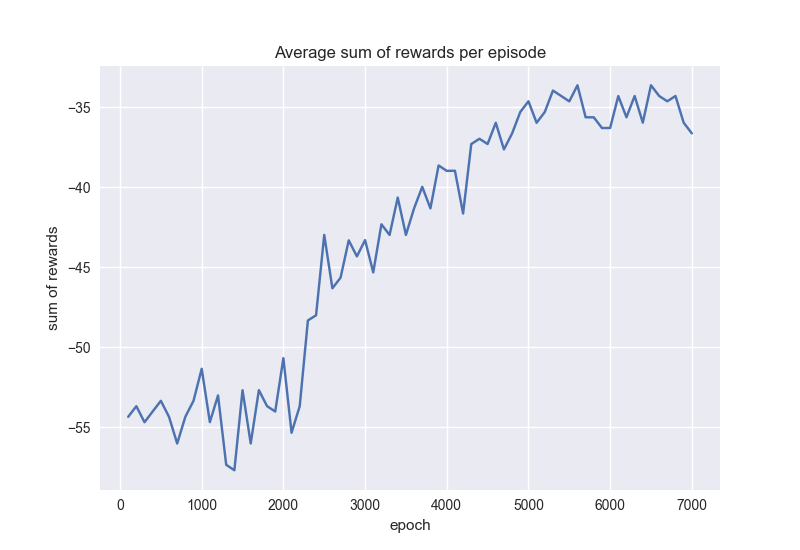 Average sum of rewards per episode
sum of rewards
−35
−40
−45
−50
−55
0 1000 2000 3000 4000 5000 6000 7000
epoch